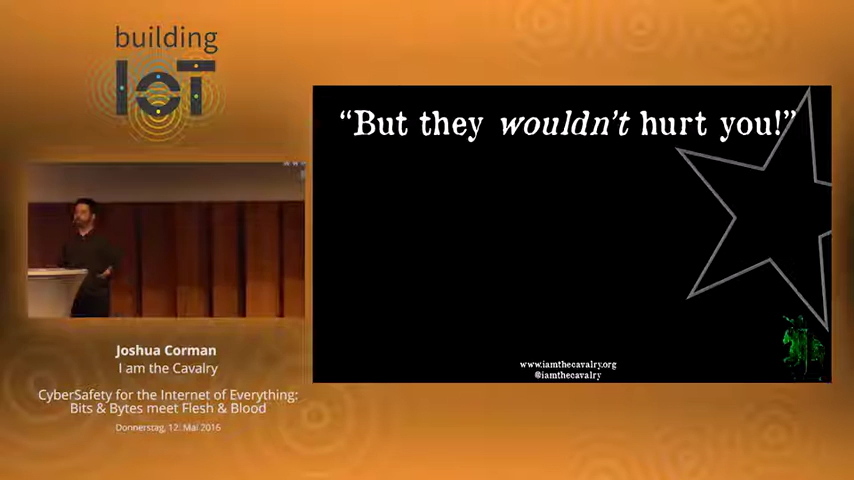 building
IoT
"But they wouldn't hurt you!"
Joshua Corman
I am the Cavalry
CyberSafety for the Internet of Everything:
Bits & Bytes meet Flesh & Blood
Donnerstag, 12. Mai 2016
www.iamthecavalry.org
@iamthecavalry